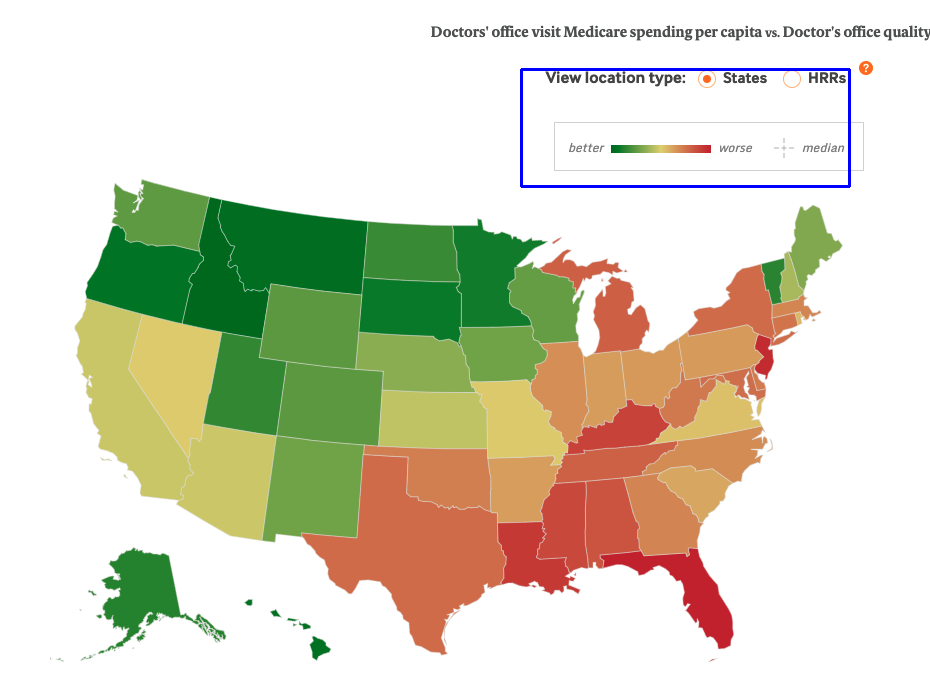 Doctors' office visit Medicare spending per capita vs. Doctor's office quality
View location type: States HRRs ?
better worse median